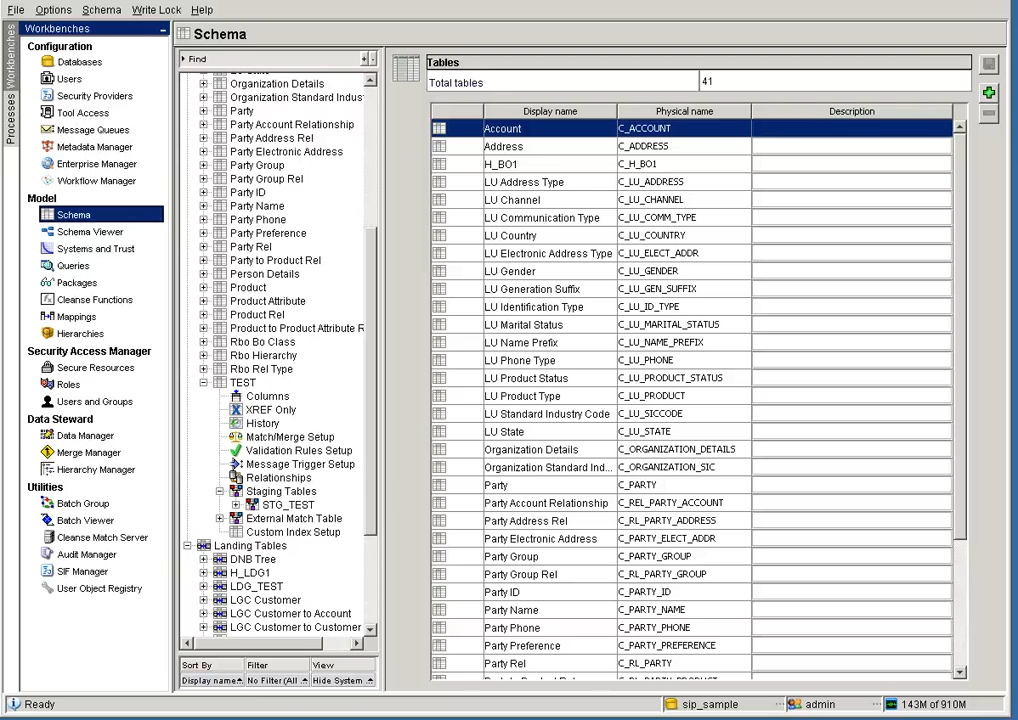 File Options Schema Write Lock Help
Workbenches
Processes
Workbenches
Configuration
Databases
Users
Security Providers
Tool Access
Message Queues
Metadata Manager
Enterprise Manager
Workflow Manager
Model
Schema
Schema Viewer
Systems and Trust
Queries
Packages
Cleanse Functions
Mappings
Hierarchies
Security Access Manager
Secure Resources
Roles
Users and Groups
Data Steward
Data Manager
Merge Manager
Hierarchy Manager
Utilities
Batch Group
Batch Viewer
Cleanse Match Server
Audit Manager
SIF Manager
User Object Registry
Schema
Find
Organization Details
Organization Standard Indus
Party
Party Account Relationship
Party Address Rel
Party Electronic Address
Party Group
Party Group Rel
Party ID
Party Name
Party Phone
Party Preference
Party Rel
Party to Product Rel
Person Details
Product
Product Attribute
Product Rel
Product to Product Attribute R
Rbo Bo Class
Rbo Hierarchy
Rbo Rel Type
TEST
Columns
XREF Only
History
Match/Merge Setup
Validation Rules Setup
Message Trigger Setup
Relationships
Staging Tables
STG_TEST
External Match Table
Custom Index Setup
Landing Tables
DNB Tree
H_LDG1
LDG_TEST
LGC Customer
LGC Customer to Account
LGC Customer to Customer
Sort By Filter View
Display name No Filter (All Hide System
Tables
Total tables 41
Display name Physical name Description
Account C_ACCOUNT
Address C_ADDRESS
H_BO1 C_H_BO1
LU Address Type C_LU_ADDRESS
LU Channel C_LU_CHANNEL
LU Communication Type C_LU_COMM_TYPE
LU Country C_LU_COUNTRY
LU Electronic Address Type C_LU_ELECT_ADDR
LU Gender C_LU_GENDER
LU Generation Suffix C_LU_GEN_SUFFIX
LU Identification Type C_LU_ID_TYPE
LU Marital Status C_LU_MARITAL_STATUS
LU Name Prefix C_LU_NAME_PREFIX
LU Phone Type C_LU_PHONE
LU Product Status C_LU_PRODUCT_STATUS
LU Product Type C_LU_PRODUCT
LU Standard Industry Code C_LU_SICCODE
LU State C_LU_STATE
Organization Details C_ORGANIZATION_DETAILS
Organization Standard Ind... C_ORGANIZATION_SIC
Party C_PARTY
Party Account Relationship C_REL_PARTY_ACCOUNT
Party Address Rel C_RL_PARTY_ADDRESS
Party Electronic Address C_PARTY_ELECT_ADDR
Party Group C_PARTY_GROUP
Party Group Rel C_RL_PARTY_GROUP
Party ID C_PARTY_ID
Party Name C_PARTY_NAME
Party Phone C_PARTY_PHONE
Party Preference C_PARTY_PREFERENCE
Party Rel C_RL_PARTY
Ready sip_sample admin 143M of 910M